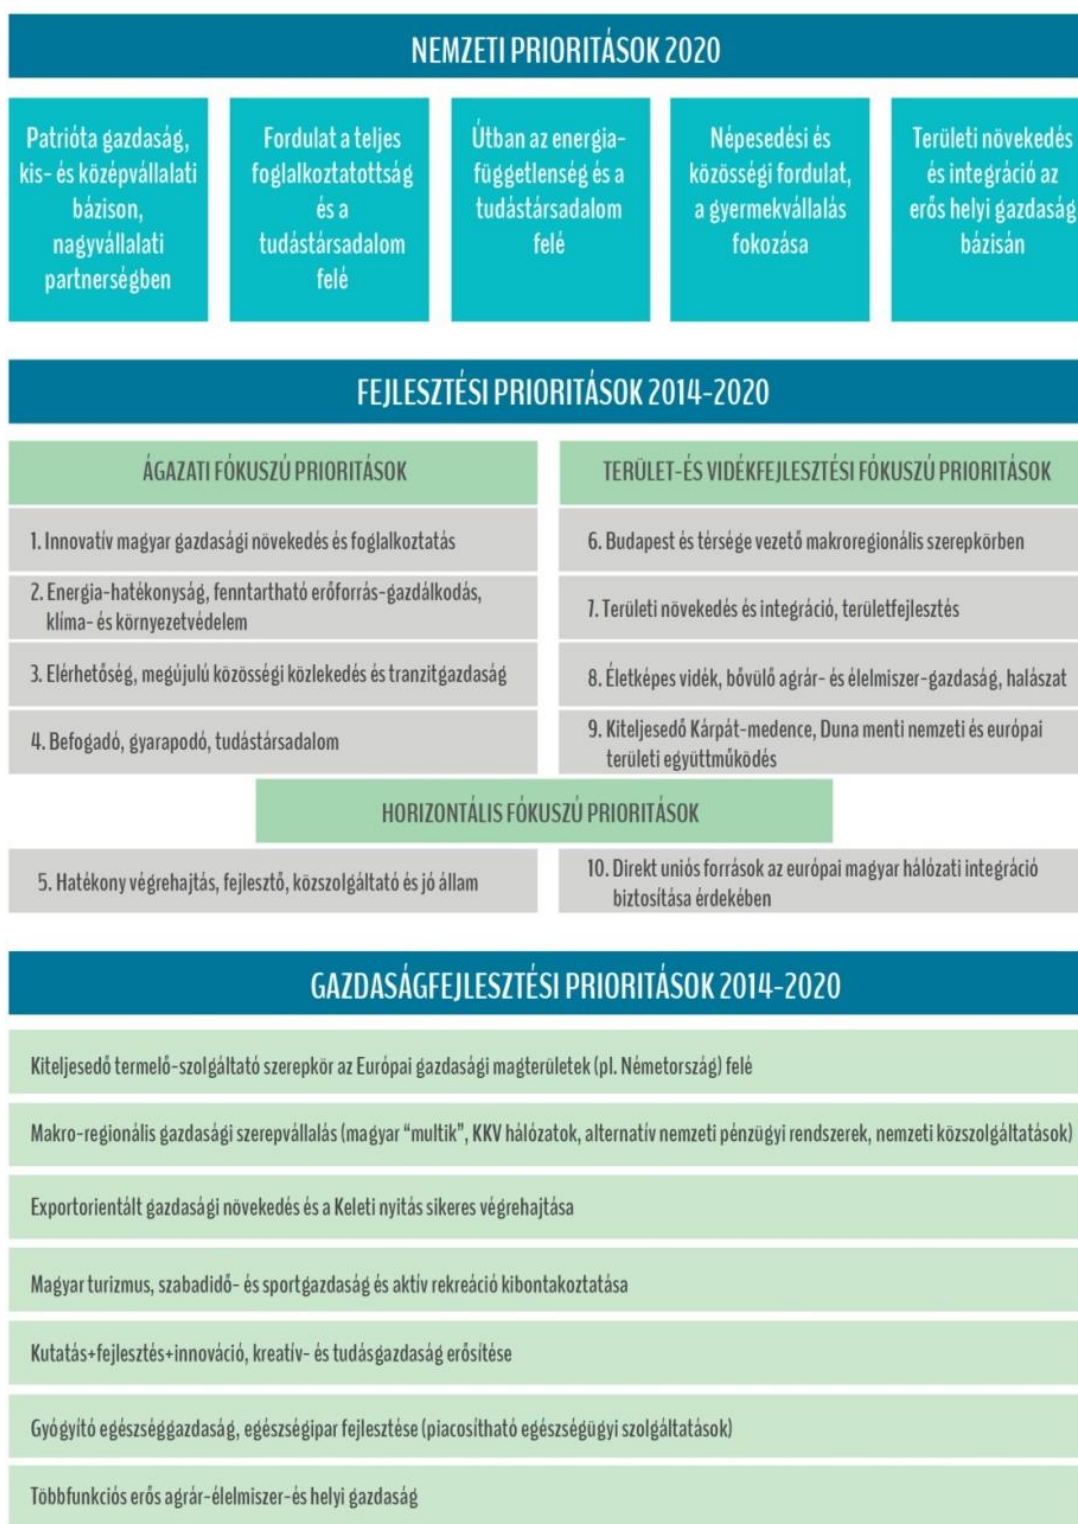 NEMZETI PRIORITÁSOK 2020
Patrióta gazdaság,
kis- és középvállalati
bázison,
nagyvállalati
partnerségben
Fordulat a teljes
foglalkoztatottság
és a
tudástársadalom
felé
Útban az energia-
függetlenség és a
tudástársadalom
felé
Népesedési és
közösségi fordulat,
a gyermekvállalás
fokozása
Területi növekedés
és integráció az
erős helyi gazdaság
bázisán
FEJLESZTÉSI PRIORITÁSOK 2014-2020
ÁGAZATI FÓKUSZÚ PRIORITÁSOK
1. Innovatív magyar gazdasági növekedés és foglalkoztatás
2. Energia-hatékonyság, fenntartható erőforrás-gazdálkodás,
klíma- és környezetvédelem
3. Elérhetőség, megújulú közösségi közlekedés és tranzitgazdaság
4. Befogadó, gyarapodó, tudástársadalom
TERÜLET-ÉS VIDÉKFEJLESZTÉSI FÓKUSZÚ PRIORITÁSOK
6. Budapest és térsége vezető makroregionális szerepkörben
7. Területi növekedés és integráció, területfejlesztés
8. Életképes vidék, bővülő agrár- és élelmiszer-gazdaság, halászat
9. Kiteljesedő Kárpát-medence, Duna menti nemzeti és európai
területi együttműködés
HORIZONTÁLIS FÓKUSZÚ PRIORITÁSOK
5. Hatékony végrehajtás, fejlesztő, közszolgáltató és jó állam
10. Direkt uniós források az európai magyar hálózati integráció
biztosítása érdekében
GAZDASÁGFEJLESZTÉSI PRIORITÁSOK 2014-2020
Kiteljesedő termelő-szolgáltató szerepkör az Európai gazdasági magterületek (pl. Németország) felé
Makro-regionális gazdasági szerepvállalás (magyar “multik”, KKV hálózatok, alternatív nemzeti pénzügyi rendszerek, nemzeti közszolgáltatások)
Exportorientált gazdasági növekedés és a Keleti nyitás sikeres végrehajtása
Magyar turizmus, szabadidő- és sportgazdaság és aktív rekreáció kibontakoztatása
Kutatás+fejlesztés+innováció, kreatív- és tudásgazdaság erősítése
Gyógyító egészséggazdaság, egészségipar fejlesztése (piacosítható egészségügyi szolgáltatások)
Többfunkciós erős agrár-élelmiszer-és helyi gazdaság